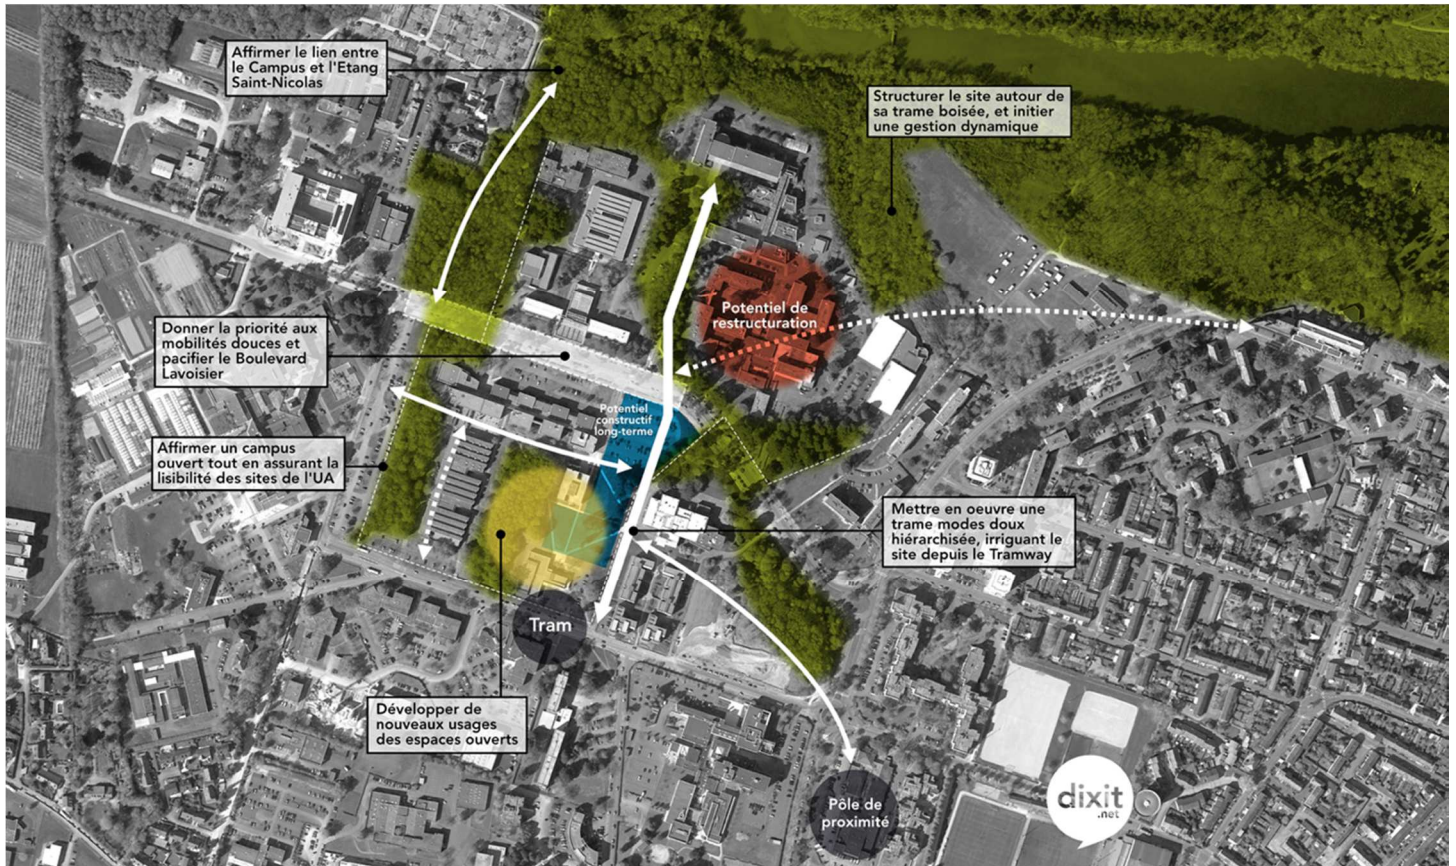 Affirmer le lien entre
le Campus et l'Etang
Saint-Nicolas
Structurer le site autour de
sa trame boisée, et initier
une gestion dynamique
Potentiel de
restructuration
Donner la priorité aux
mobilités douces et
pacifier le Boulevard
Lavoisier
Potentiel
constructif
long-terme
Affirmer un campus
ouvert tout en assurant la
lisibilité des sites de l'UA
Mettre en oeuvre une
trame modes doux
hiérarchisée, irriguant le
site depuis le Tramway
Tram
Développer de
nouveaux usages
des espaces ouverts
Pôle de
proximité
dixit
.net